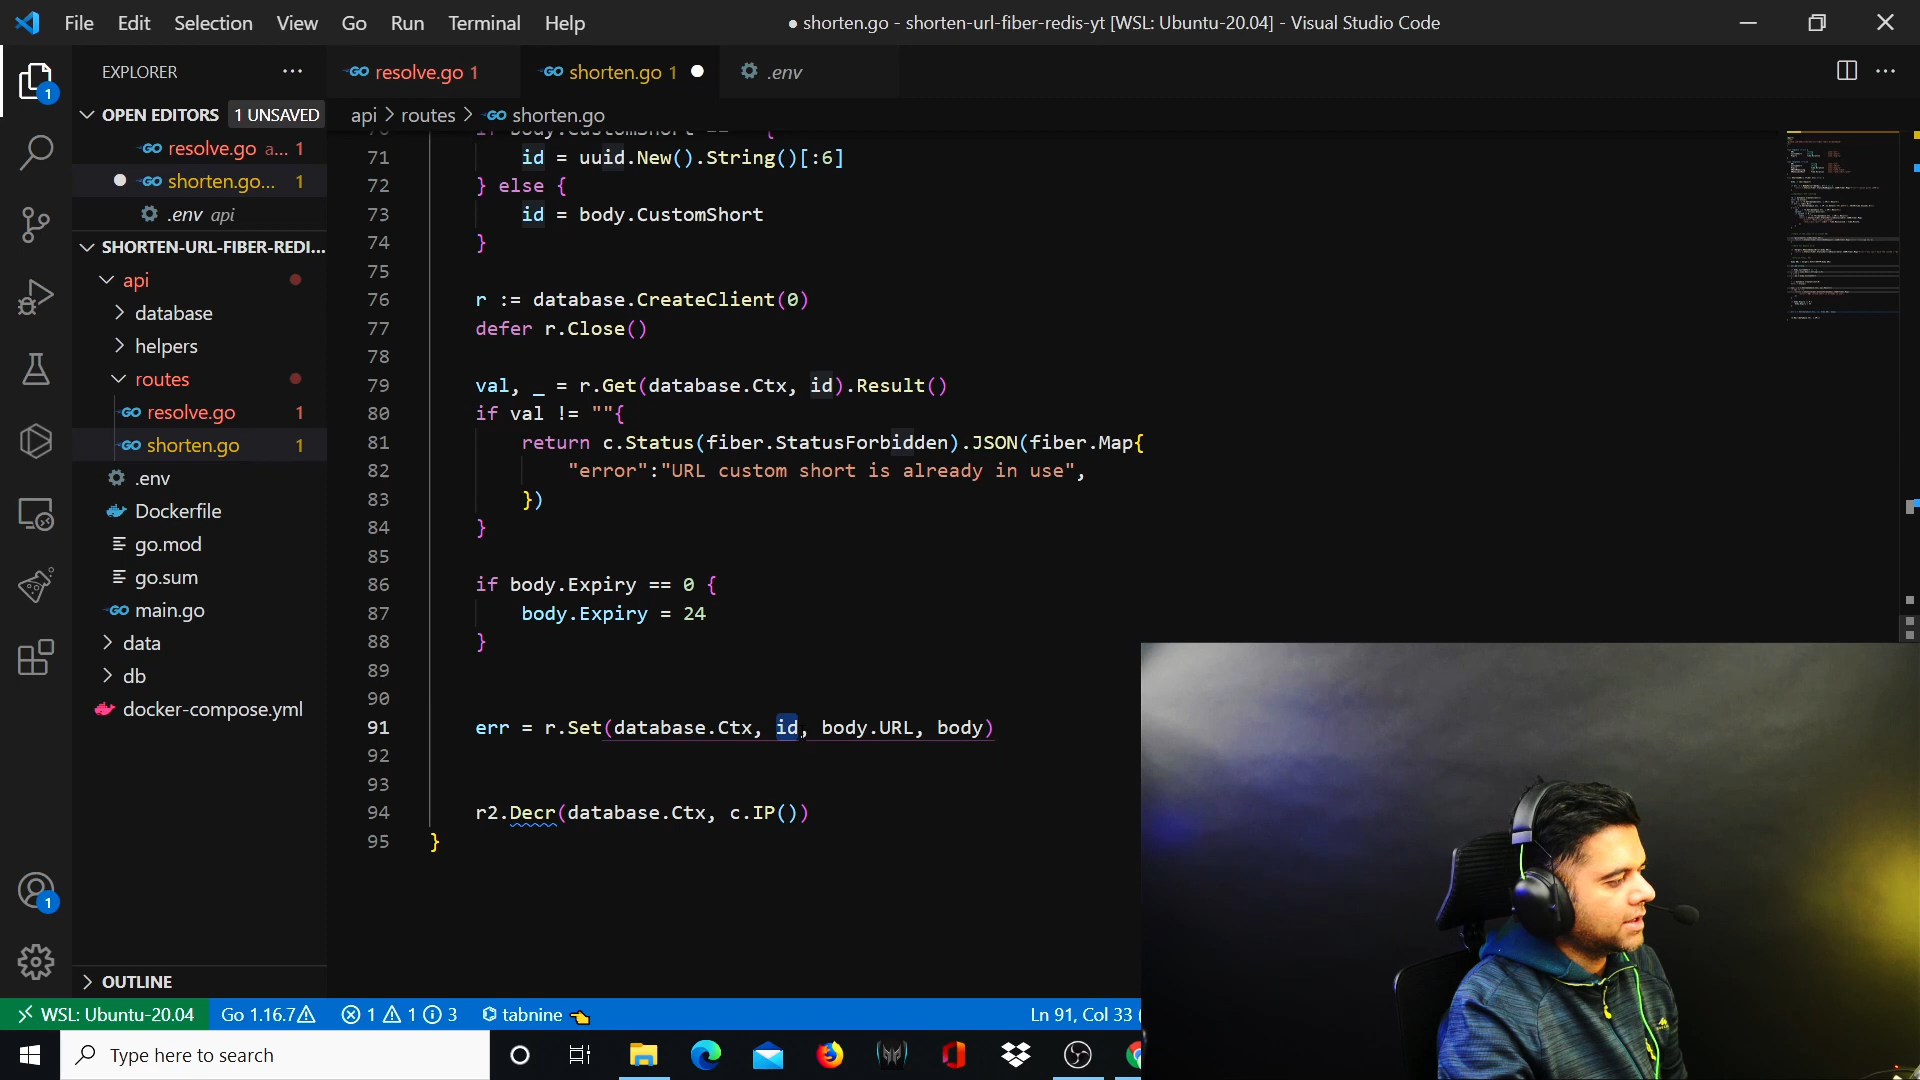 File Edit Selection View Go Run Terminal Help
● shorten.go - shorten-url-fiber-redis-yt [WSL: Ubuntu-20.04] - Visual Studio Code
EXPLORER
OPEN EDITORS 1 UNSAVED
resolve.go a... 1
shorten.go... 1
.env api
SHORTEN-URL-FIBER-REDI...
api
database
helpers
routes
resolve.go 1
shorten.go 1
.env
Dockerfile
go.mod
go.sum
main.go
data
db
docker-compose.yml
OUTLINE
resolve.go 1 shorten.go 1 .env
api > routes > shorten.go
71 id = uuid.New().String()[:6]
72 } else {
73 id = body.CustomShort
74 }
75
76 r := database.CreateClient(0)
77 defer r.Close()
78
79 val, _ = r.Get(database.Ctx, id).Result()
80 if val != ""{
81 return c.Status(fiber.StatusForbidden).JSON(fiber.Map{
82 "error":"URL custom short is already in use",
83 })
84 }
85
86 if body.Expiry == 0 {
87 body.Expiry = 24
88 }
89
90
91 err = r.Set(database.Ctx, id, body.URL, body)
92
93
94 r2.Decr(database.Ctx, c.IP())
95 }
1
1
WSL: Ubuntu-20.04 Go 1.16.7 1 1 3 tabnine Ln 91, Col 33
Type here to search